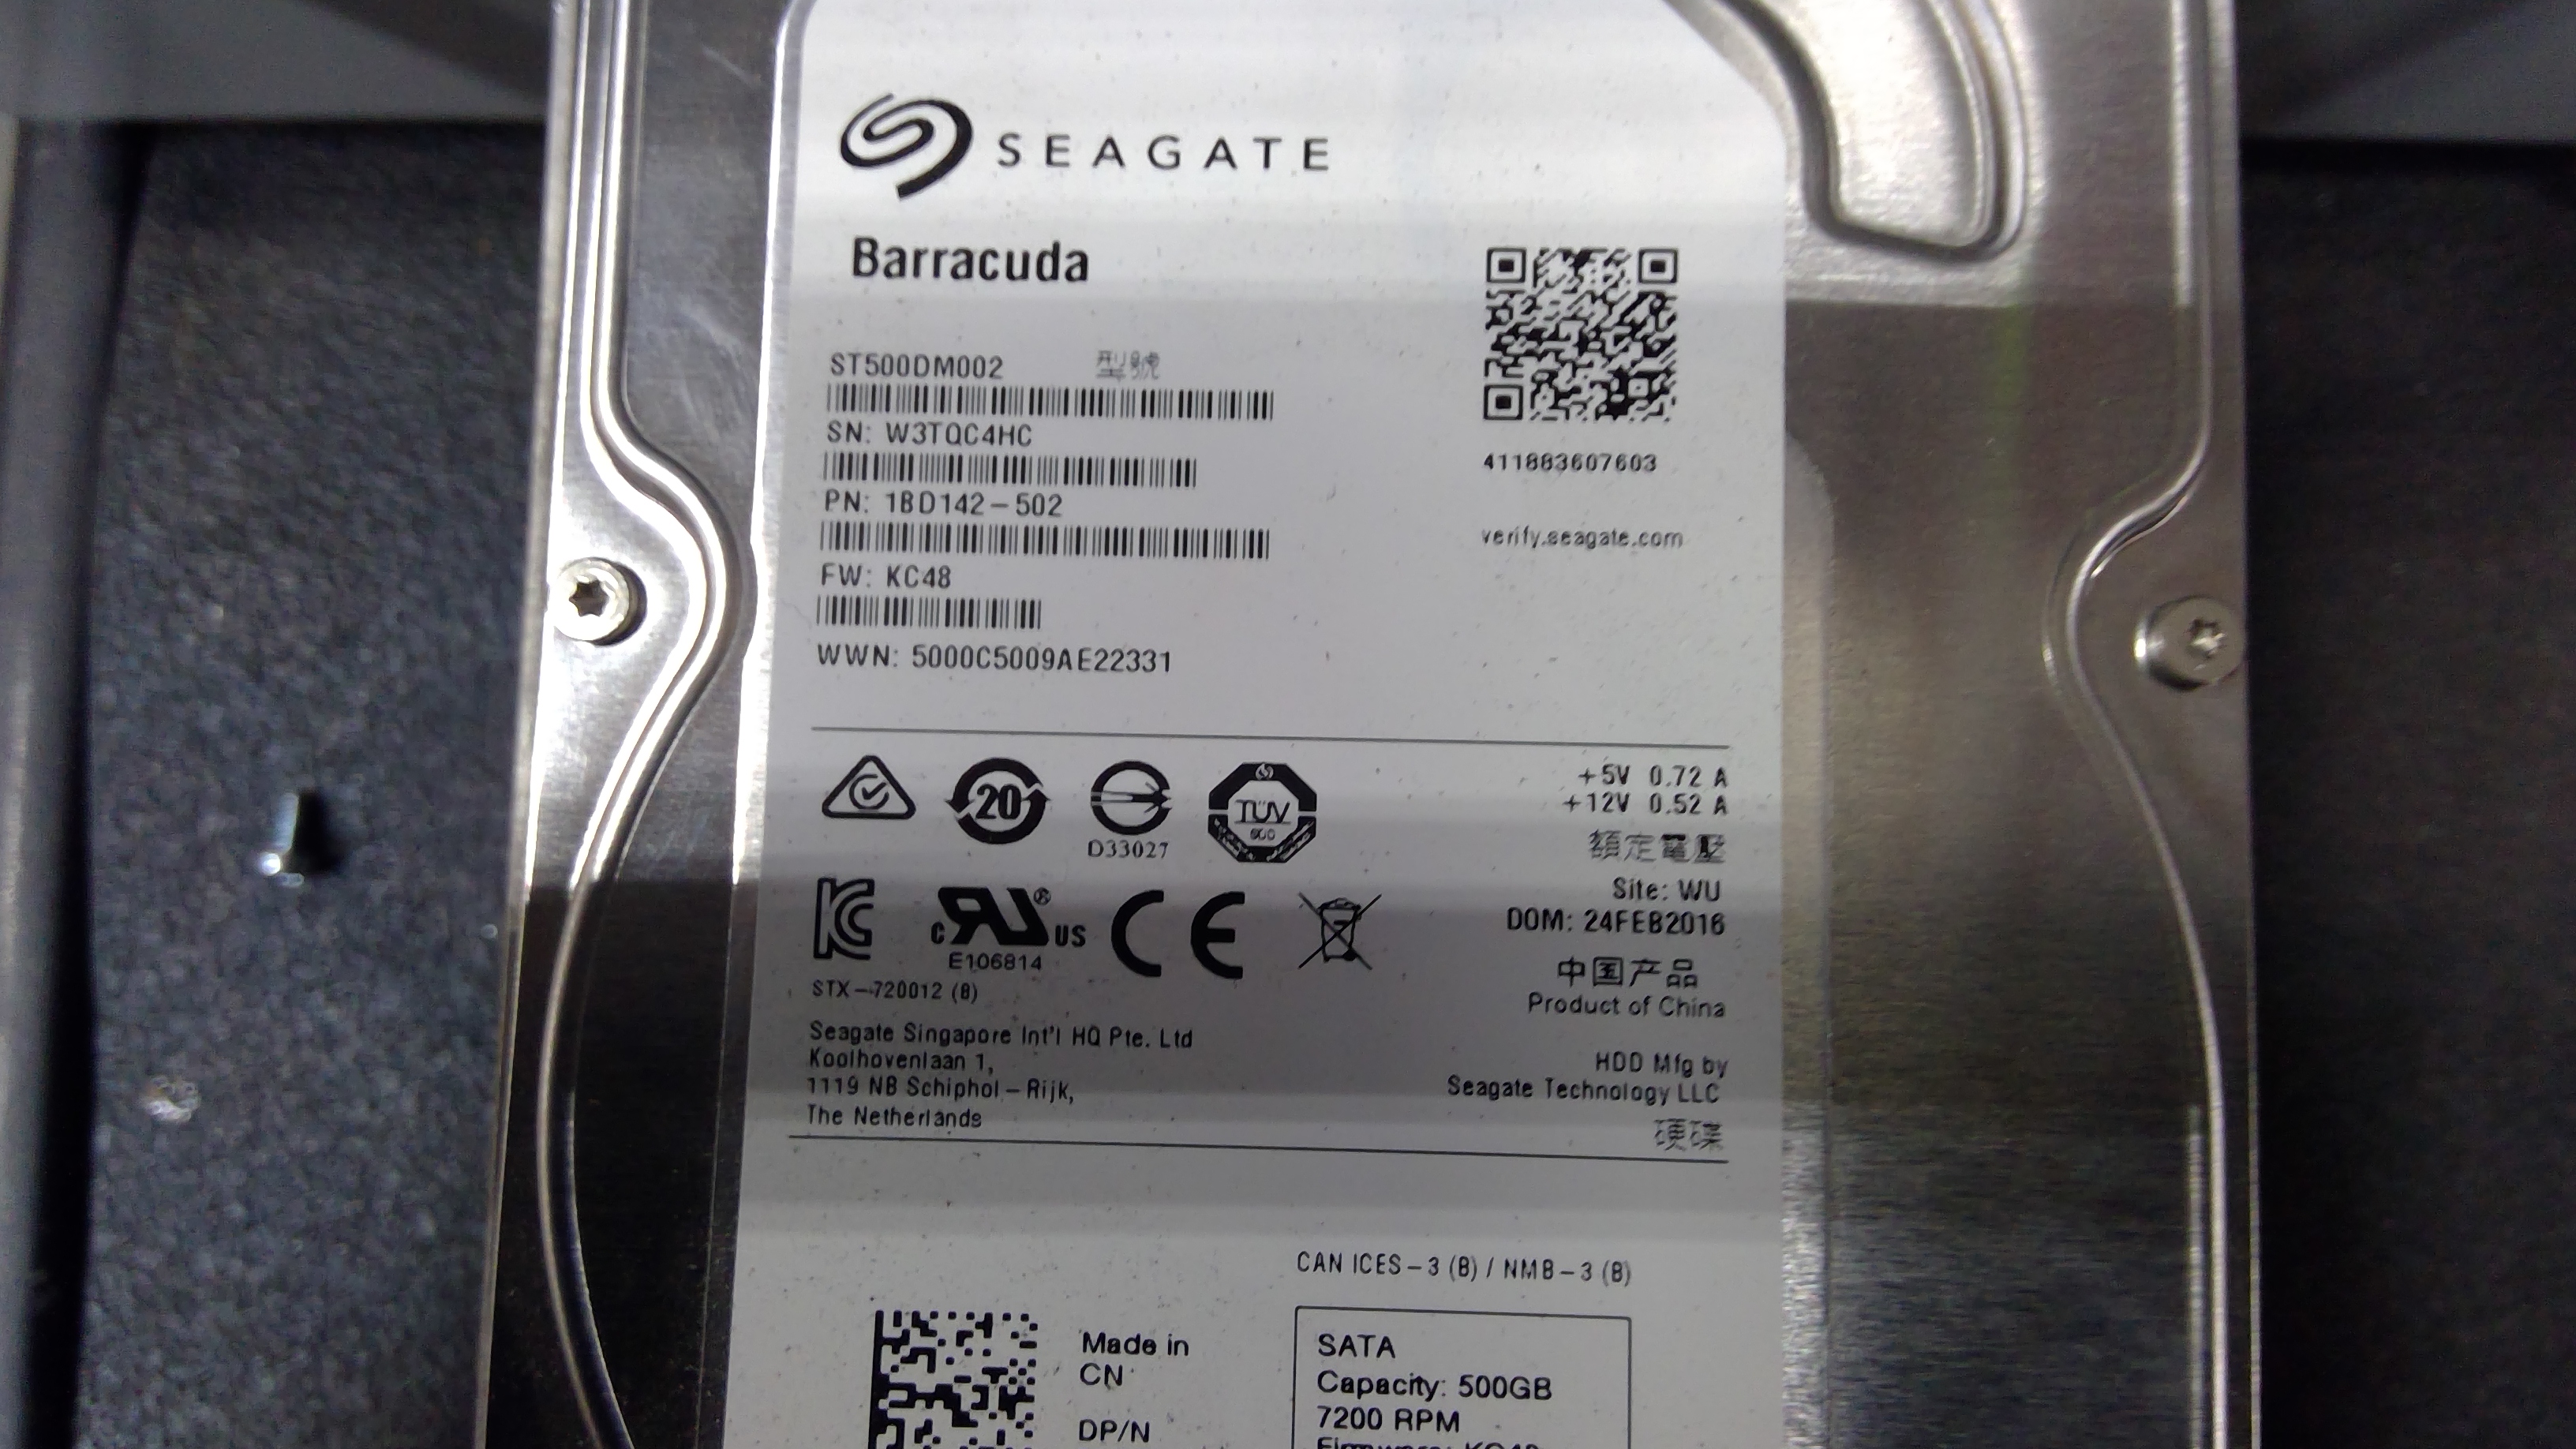 SEAGATE
Barracuda
ST500DM002 型號
SN: W3TQC4HC
PN: 1BD142-502
FW: KC48
WWN: 5000C5009AE22331
411883607603
verify.seagate.com
20
D33027
TÜV
SÜD
+5V 0.72 A
+12V 0.52 A
額定電壓
Site: WU
DOM: 24FEB2016
中国产品
Product of China
HDD Mfg by
Seagate Technology LLC
硬碟
KC
c RU ® US
E106814
CE
STX-720012 (B)
Seagate Singapore Int'l HQ Pte. Ltd
Koolhovenlaan 1,
1119 NB Schiphol-Rijk,
The Netherlands
CAN ICES-3 (B) / NMB-3 (B)
Made in
CN
DP/N
SATA
Capacity: 500GB
7200 RPM